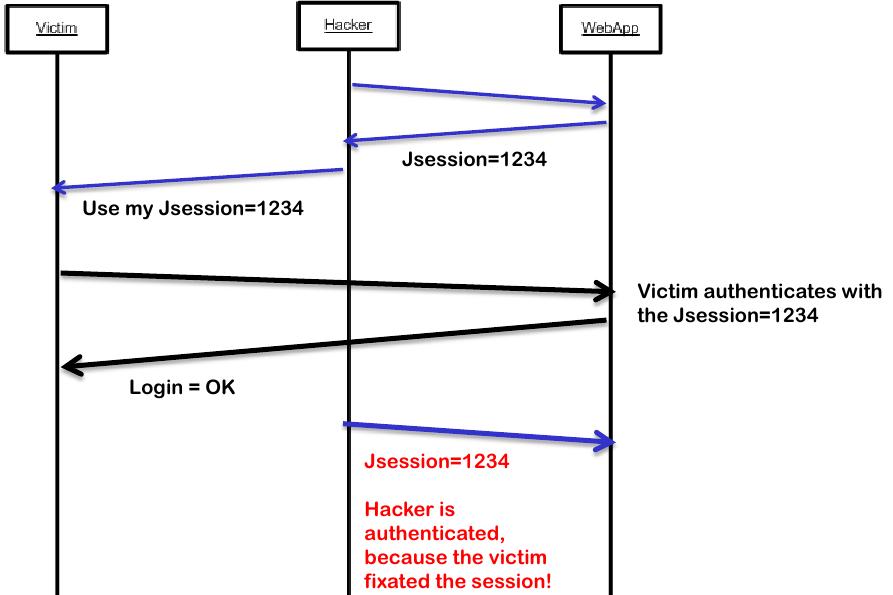 Victim
Hacker
WebApp
Jsession=1234
Use my Jsession=1234
Victim authenticates with
the Jsession=1234
Login = OK
Jsession=1234
Hacker is
authenticated,
because the victim
fixated the session!